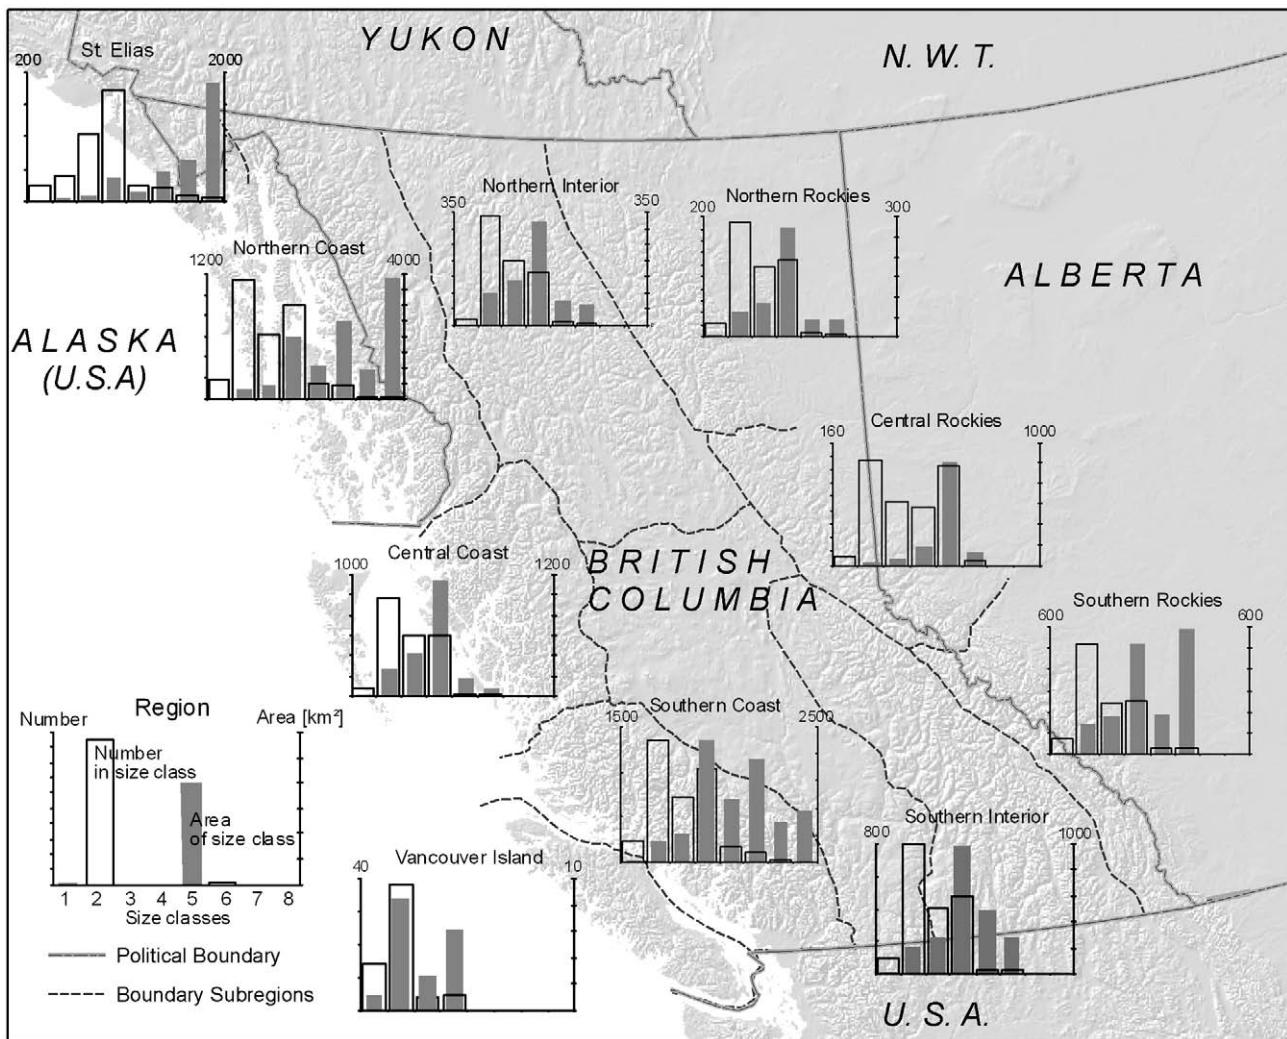 YUKON
N. W. T.
St. Elias
200
2000
Northern Interior
350
350
Northern Rockies
200
300
Northern Coast
1200
4000
ALBERTA
ALASKA
(U.S.A)
Central Rockies
160
1000
Central Coast
1000
1200
BRITISH
COLUMBIA
Southern Rockies
600
600
Southern Coast
1500
2500
Number
Region
Area [km²]
Number
in size class
Area
of size class
1 2 3 4 5 6 7 8
Size classes
Southern Interior
800
1000
Vancouver Island
40
10
Political Boundary
Boundary Subregions
U. S. A.